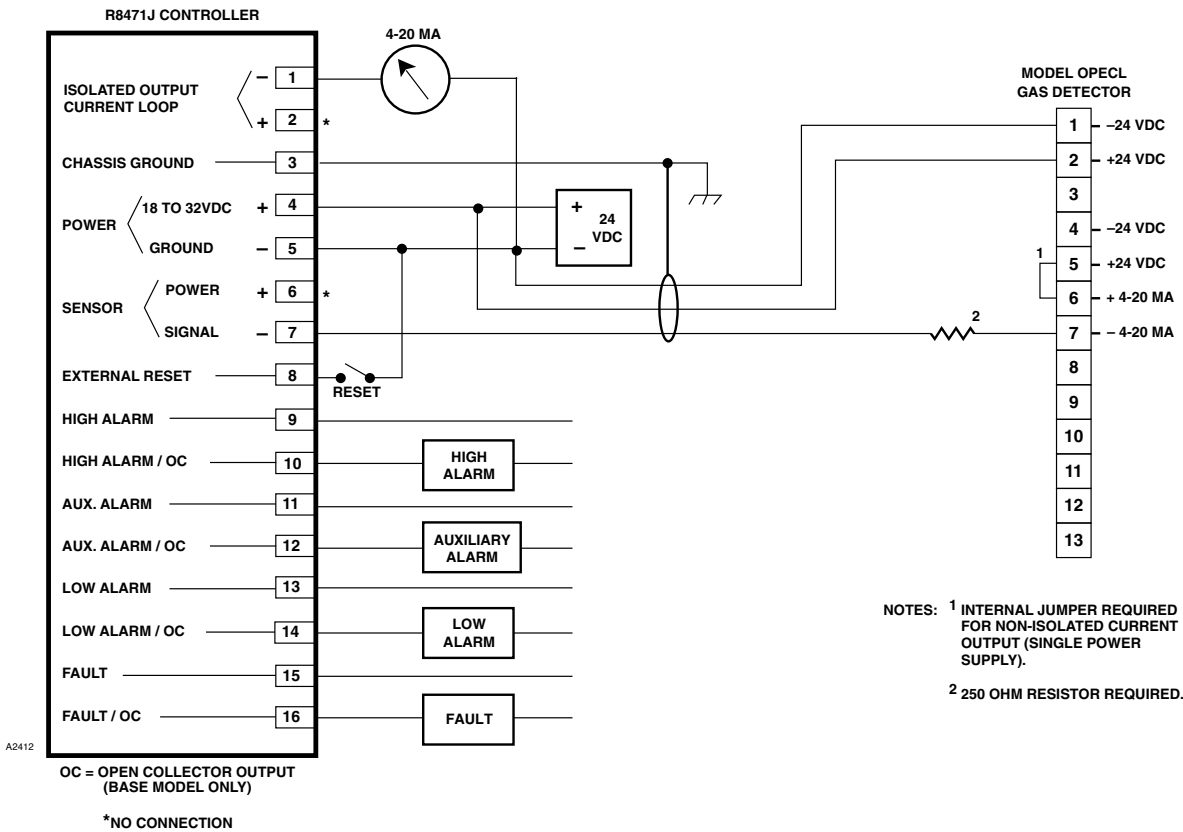 R8471J CONTROLLER
4-20 MA
ISOLATED OUTPUT
CURRENT LOOP
– 1
+ 2 *
CHASSIS GROUND 3
POWER
18 TO 32VDC + 4
GROUND – 5
+ 24
– VDC
SENSOR
POWER + 6 *
SIGNAL – 7
EXTERNAL RESET 8
RESET
HIGH ALARM 9
HIGH ALARM / OC 10
HIGH
ALARM
AUX. ALARM 11
AUX. ALARM / OC 12
AUXILIARY
ALARM
LOW ALARM 13
LOW ALARM / OC 14
LOW
ALARM
FAULT 15
FAULT / OC 16
FAULT
A2412
OC = OPEN COLLECTOR OUTPUT
(BASE MODEL ONLY)
*NO CONNECTION
MODEL OPECL
GAS DETECTOR
1 –24 VDC
2 +24 VDC
3
4 –24 VDC
1 5 +24 VDC
6 + 4-20 MA
2 7 – 4-20 MA
8
9
10
11
12
13
NOTES: 1 INTERNAL JUMPER REQUIRED
FOR NON-ISOLATED CURRENT
OUTPUT (SINGLE POWER
SUPPLY).
2 250 OHM RESISTOR REQUIRED.